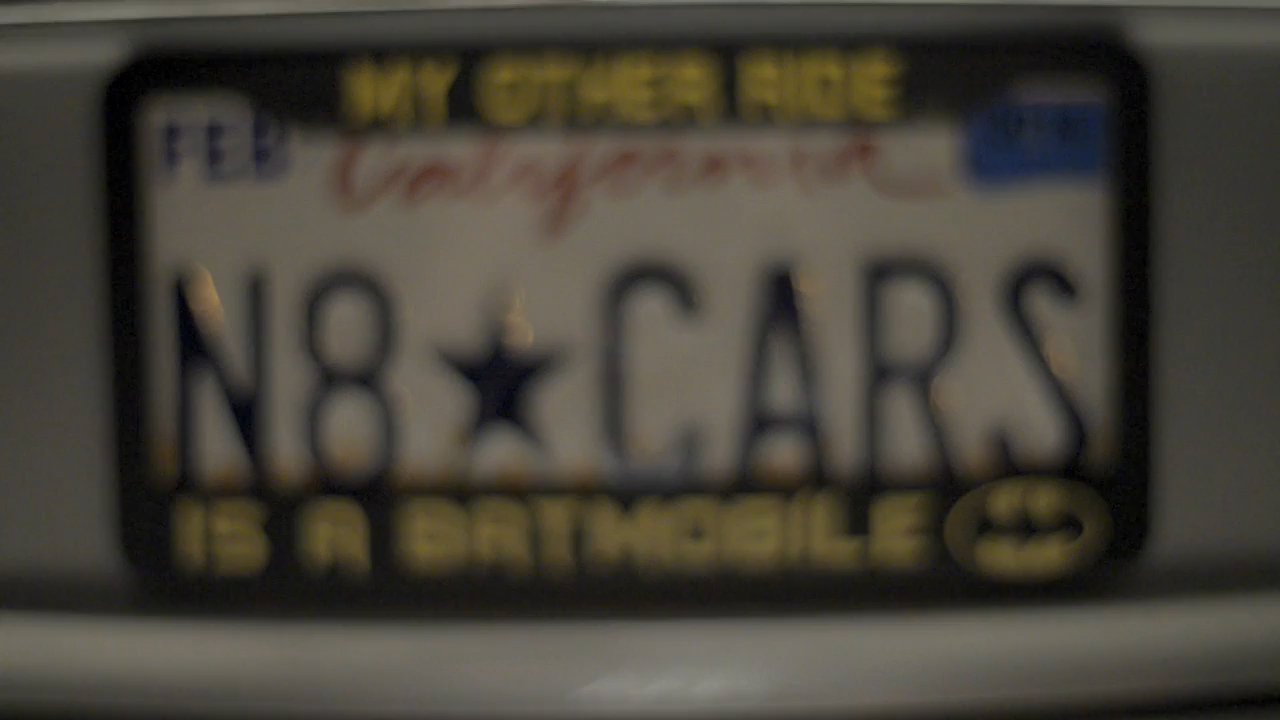 MY OTHER RIDE
FEB
California
N8★CARS
IS A BATMOBILE